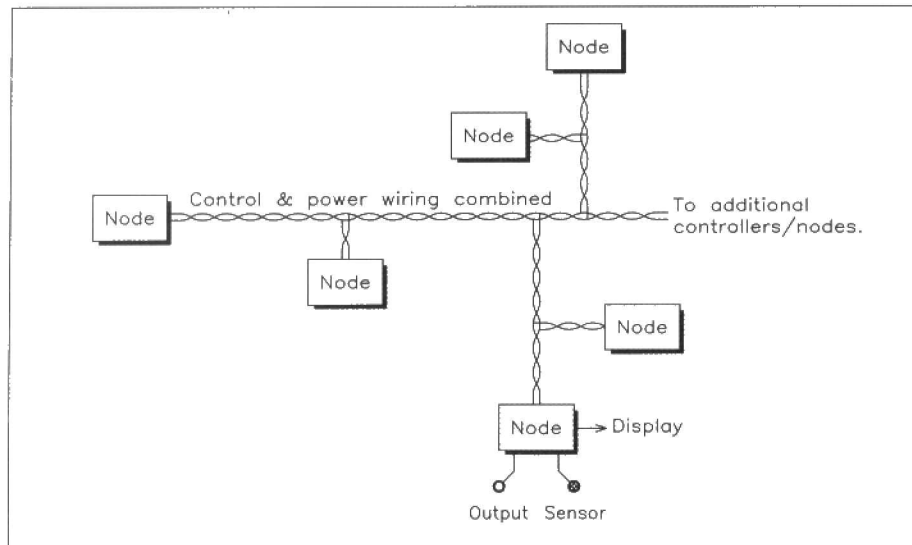 Node
Node
Control & power wiring combined
Node
To additional
controllers/nodes.
Node
Node
Node
Display
Output Sensor